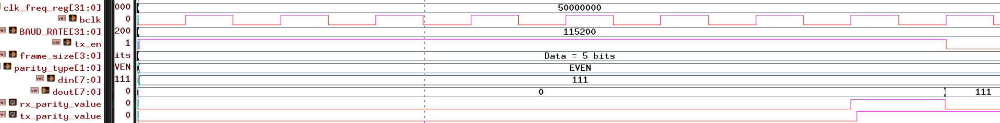 clk_freq_reg[31:0] 000 50000000
ver bclk 0
ver BAUD_RATE[31:0] 200 115200
ver tx_en 1
ver frame_size[3:0] its Data = 5 bits
parity_type[1:0] VEN EVEN
ver din[7:0] 111 111
ver dout[7:0] 0 0 111
ver rx_parity_value 0
ver tx_parity_value 0